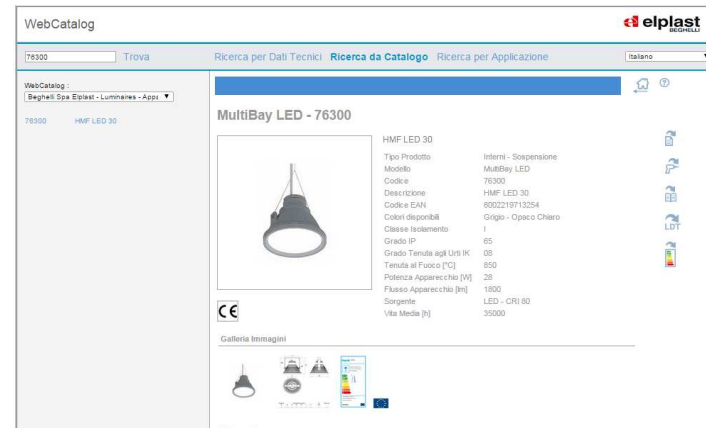 WebCatalog
elplast
BEGHELLI
76300
Trova
Ricerca per Dati Tecnici Ricerca da Catalogo Ricerca per Applicazione
Italiano
WebCatalog :
Beghelli Spa Elplast - Luminaires - Appa
76300 HMF LED 30
MultiBay LED - 76300
HMF LED 30
Tipo Prodotto Interni - Sospensione
Modello MultiBay LED
Codice 76300
Descrizione HMF LED 30
Codice EAN 8002219713254
Colori disponibili Grigio - Opaco Chiaro
Classe Isolamento I
Grado IP 65
Grado Tenuta agli Urti IK 08
Tenuta al Fuoco [°C] 850
Potenza Apparecchio [W] 28
Flusso Apparecchio [lm] 1800
Sorgente LED - CRI 80
Vita Media [h] 35000
LDT
CE
Galleria Immagini